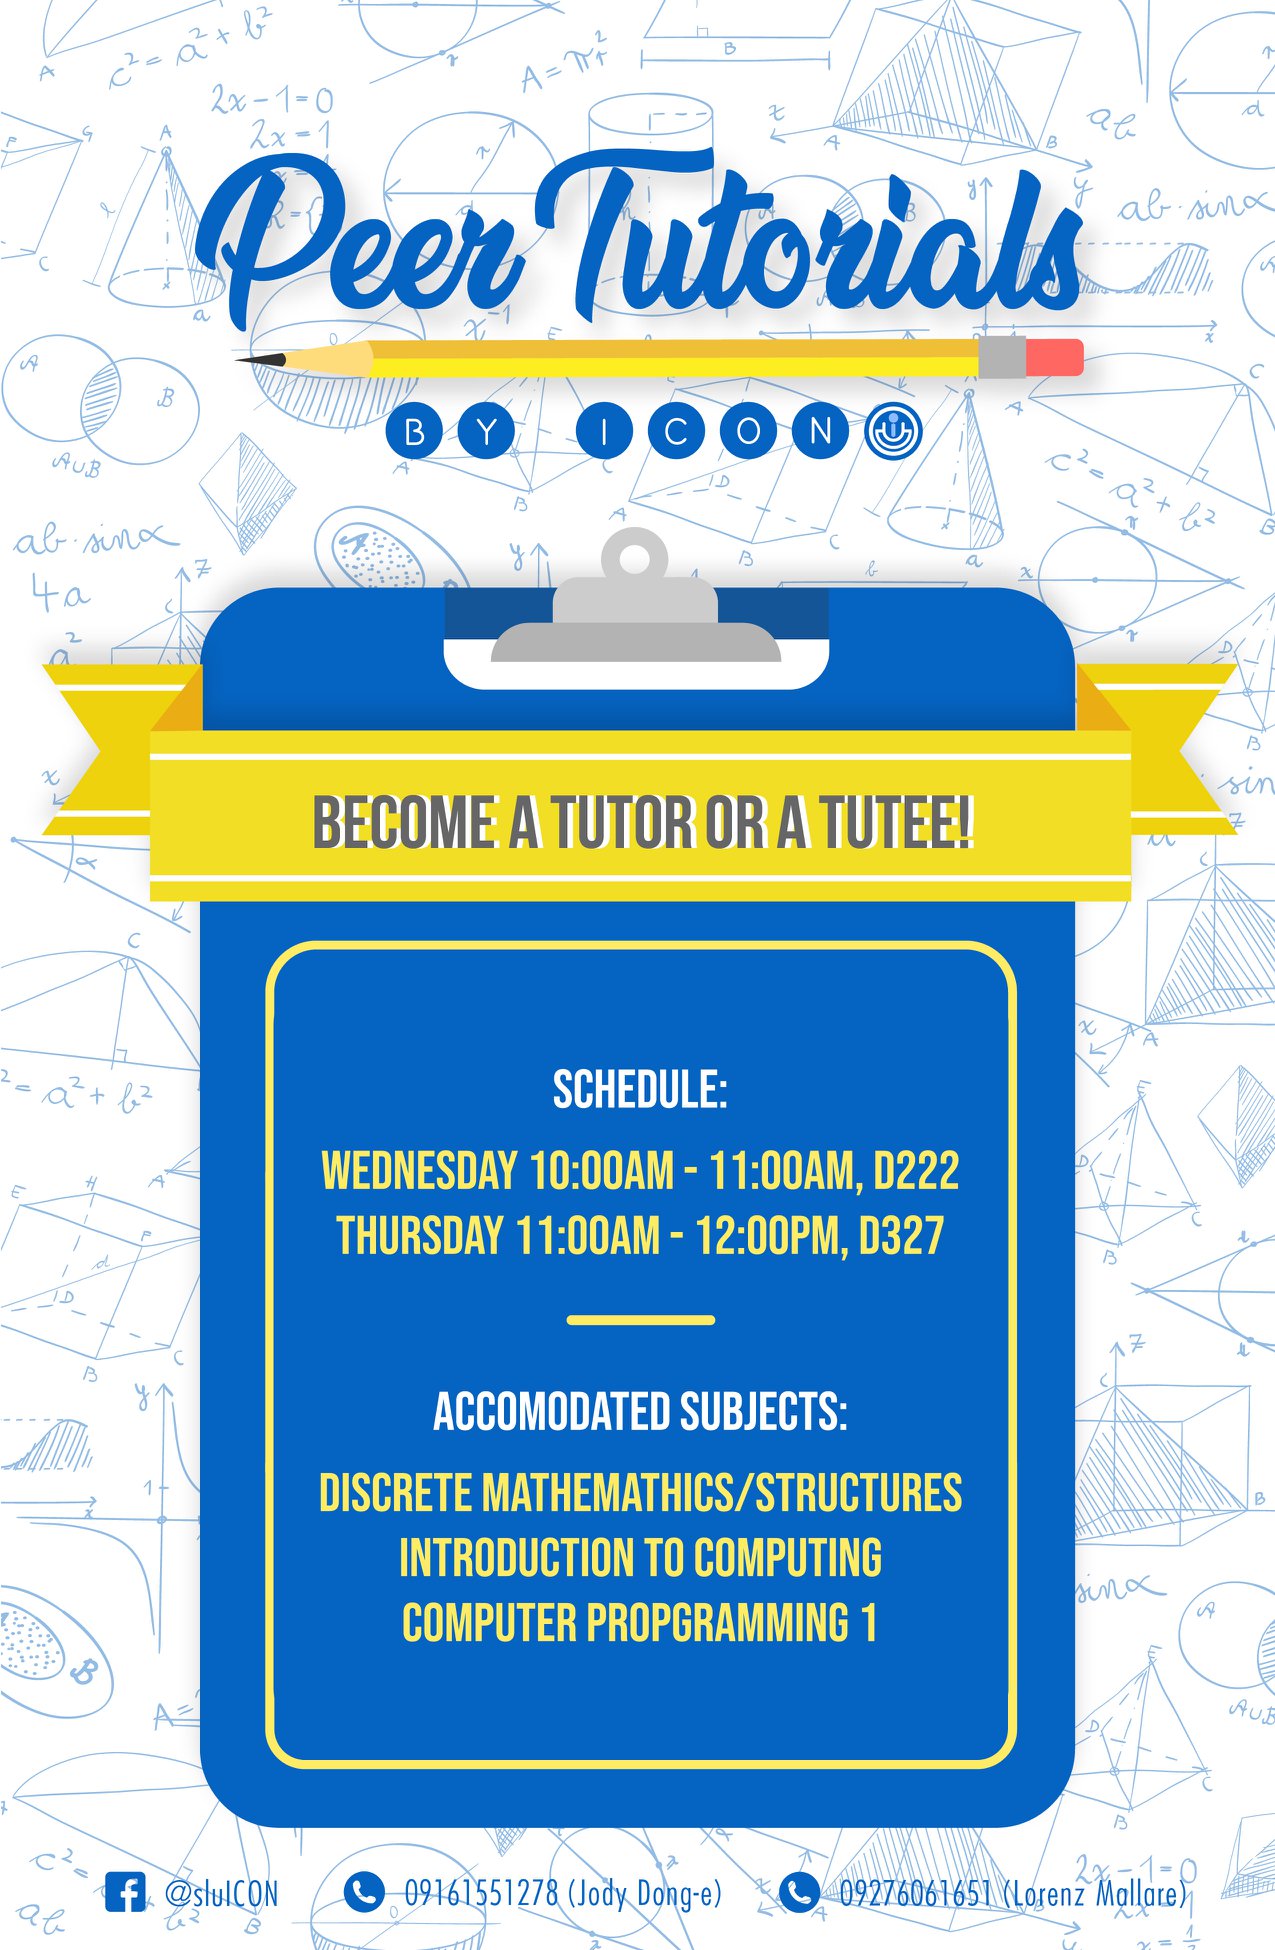 Peer Tutorials
BY ICON
BECOME A TUTOR OR A TUTEE!
SCHEDULE:
WEDNESDAY 10:00AM - 11:00AM, D222
THURSDAY 11:00AM - 12:00PM, D327
ACCOMODATED SUBJECTS:
DISCRETE MATHEMATHICS/STRUCTURES
INTRODUCTION TO COMPUTING
COMPUTER PROPGRAMMING 1
@sluICON
09161551278 (Jody Dong-e)
09276061651 (Lorenz Mallare)